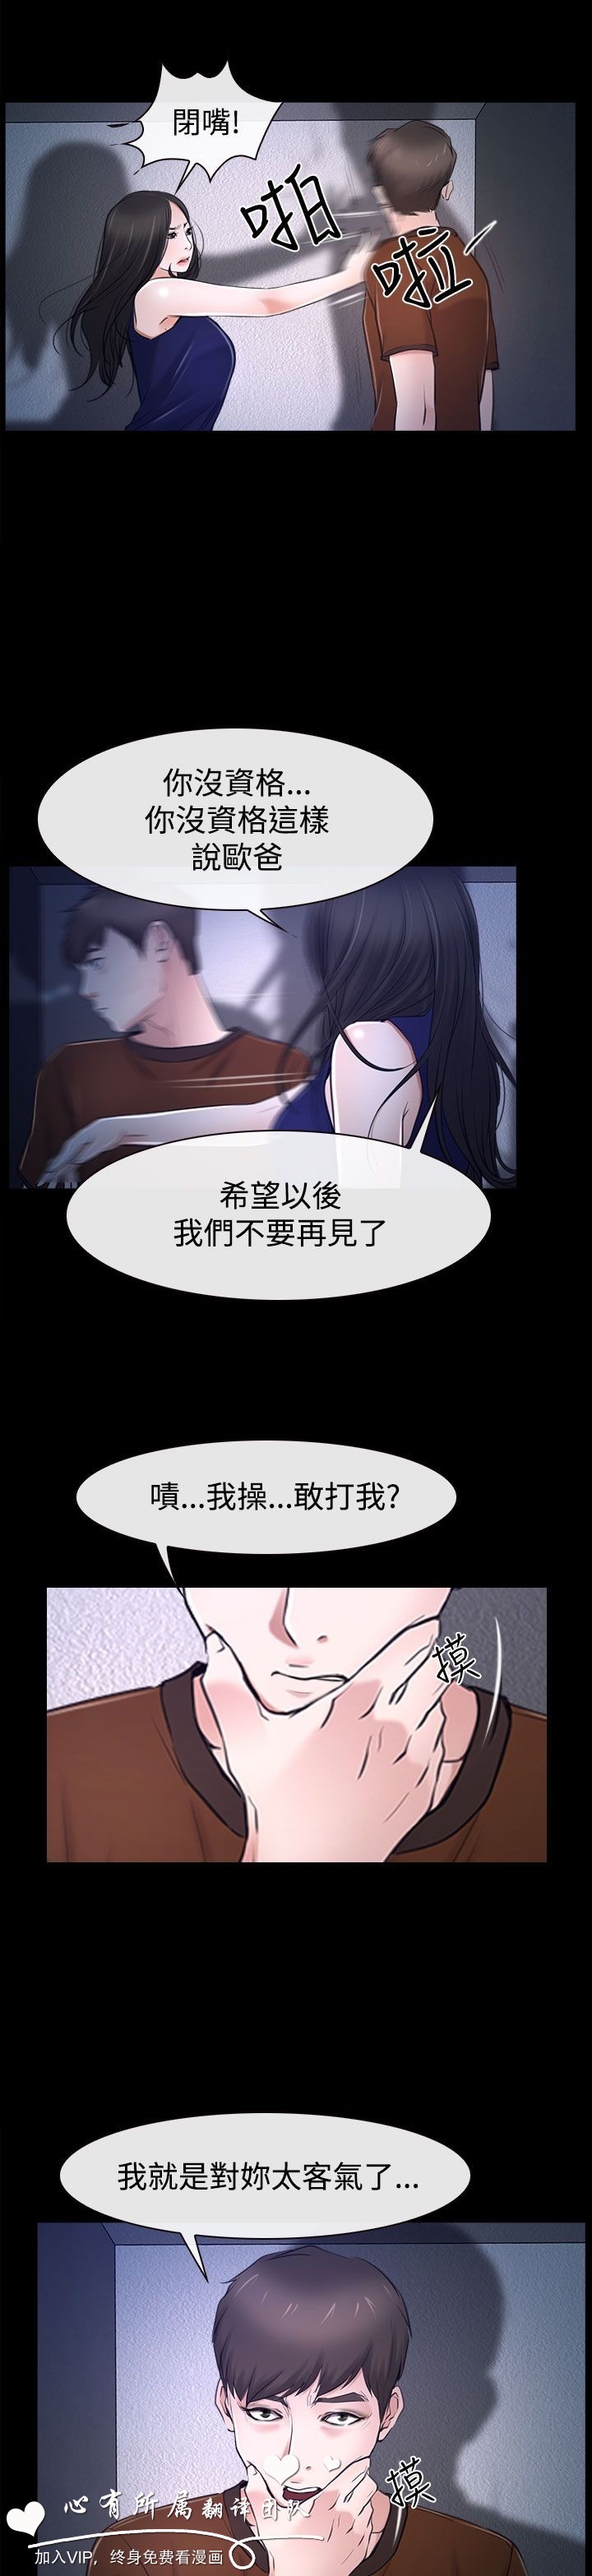 閉嘴!
啪
啦
你沒資格...
你沒資格這樣
說歐爸
希望以後
我們不要再見了
嘖...我操...敢打我?
摸
我就是對妳太客氣了...
摸
心有所属翻译团队
加入VIP，终身免费看漫画